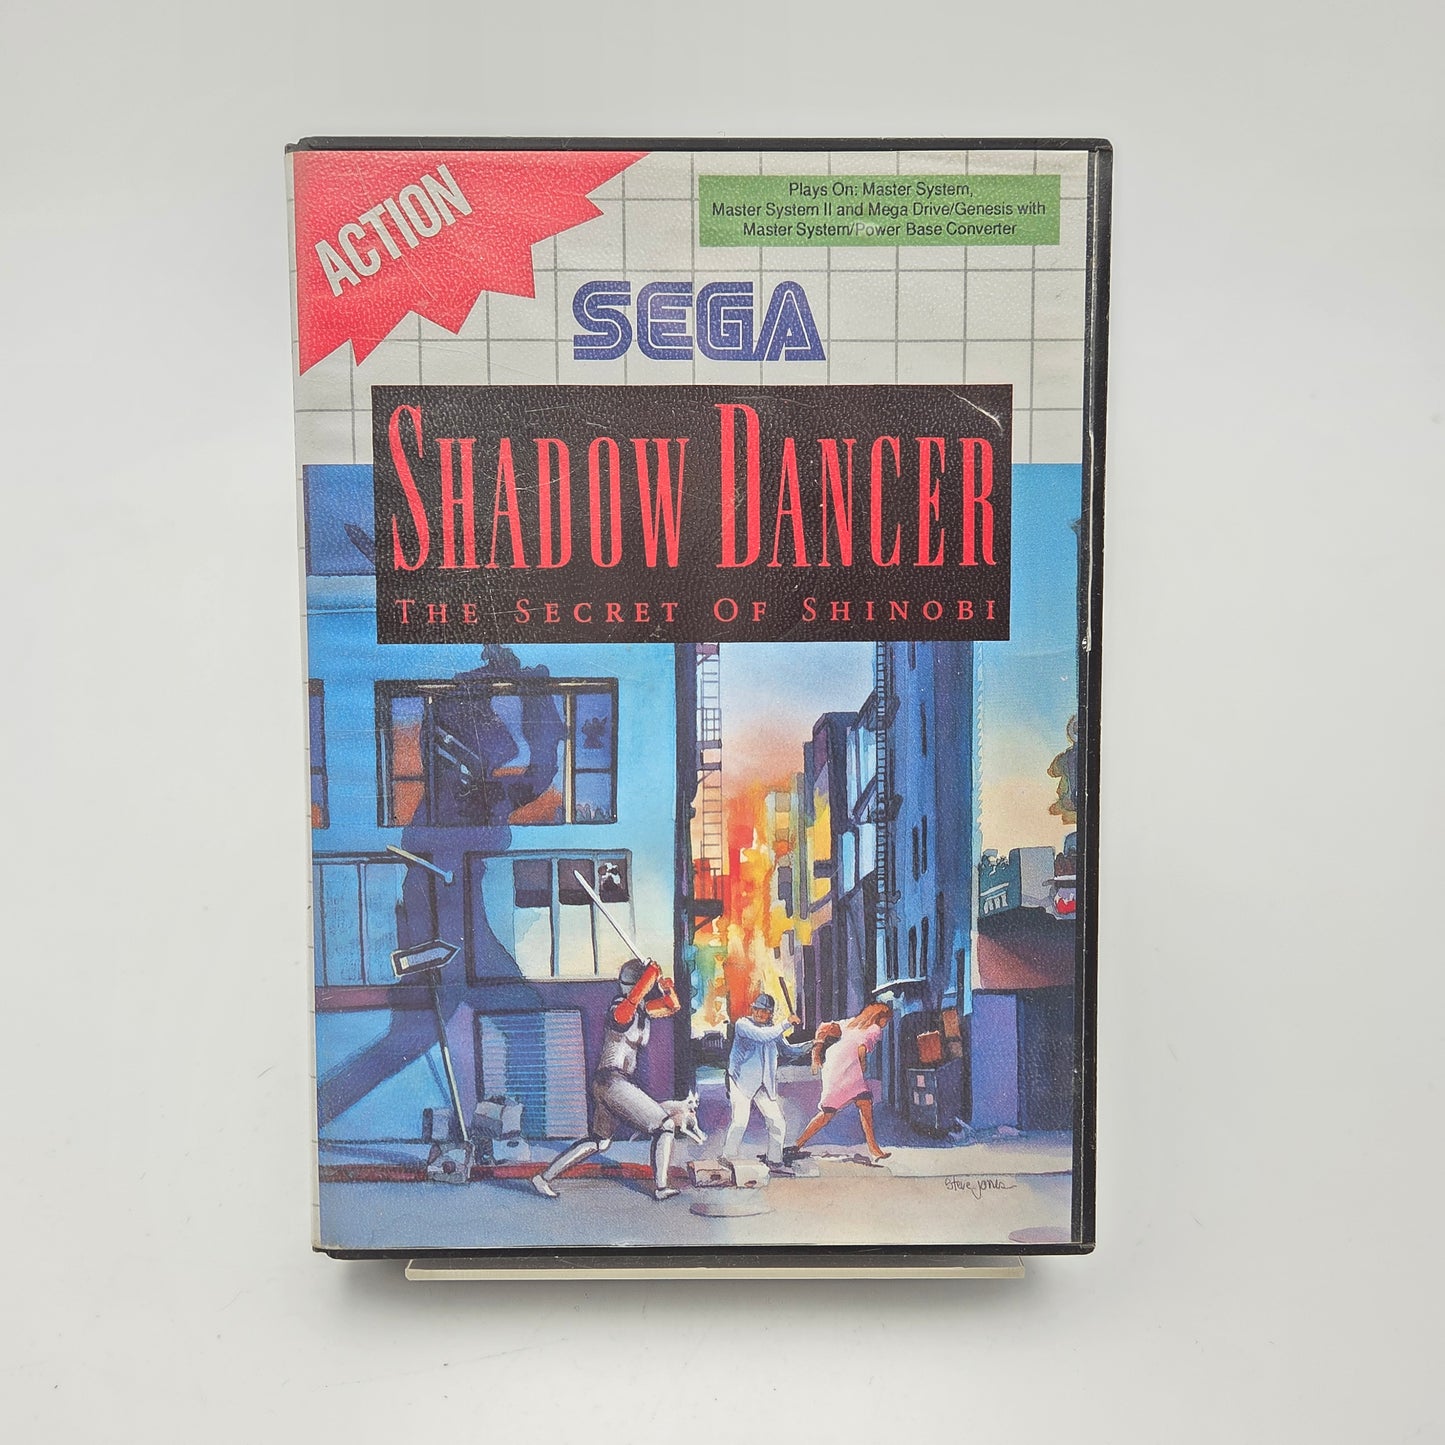 ACTION
Plays On: Master System,
Master System II and Mega Drive/Genesis with
Master System/Power Base Converter
SEGA
SHADOW DANCER
THE SECRET OF SHINOBI
Steve Jones